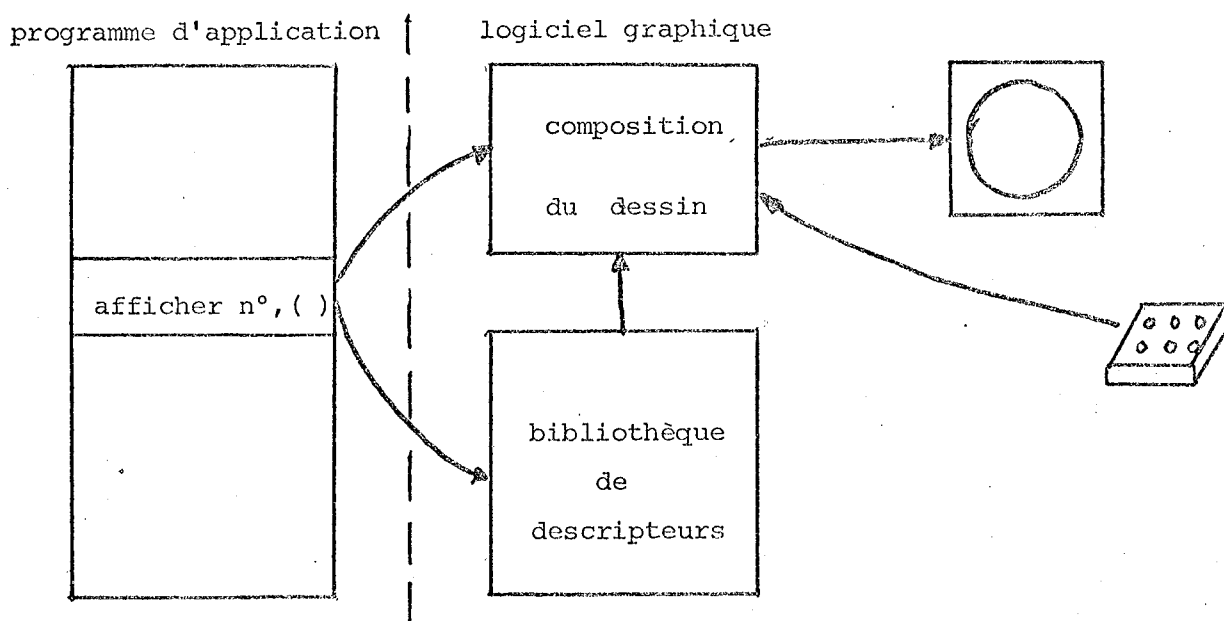 programme d'application
logiciel graphique
composition
du dessin
afficher n°,( )
bibliothèque
de
descripteurs